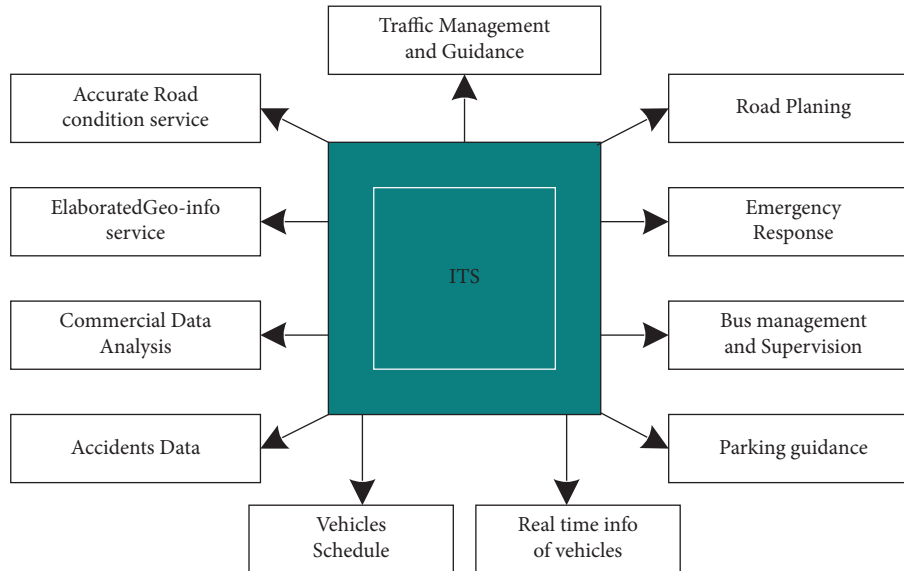 Traffic Management
and Guidance
Accurate Road
condition service
Road Planing
ElaboratedGeo-info
service
Emergency
Response
ITS
Commercial Data
Analysis
Bus management
and Supervision
Accidents Data
Parking guidance
Vehicles
Schedule
Real time info
of vehicles